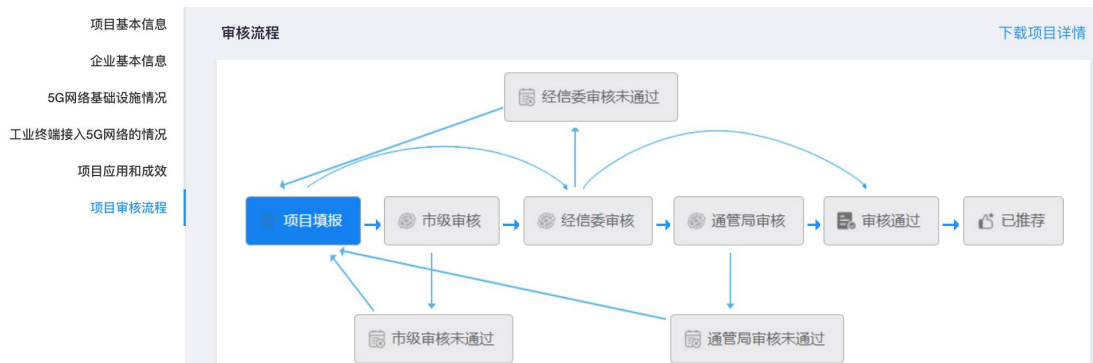 项目基本信息
企业基本信息
5G网络基础设施情况
工业终端接入5G网络的情况
项目应用和成效
项目审核流程
审核流程
下载项目详情
经信委审核未通过
项目填报
市级审核
经信委审核
通管局审核
审核通过
已推荐
市级审核未通过
通管局审核未通过